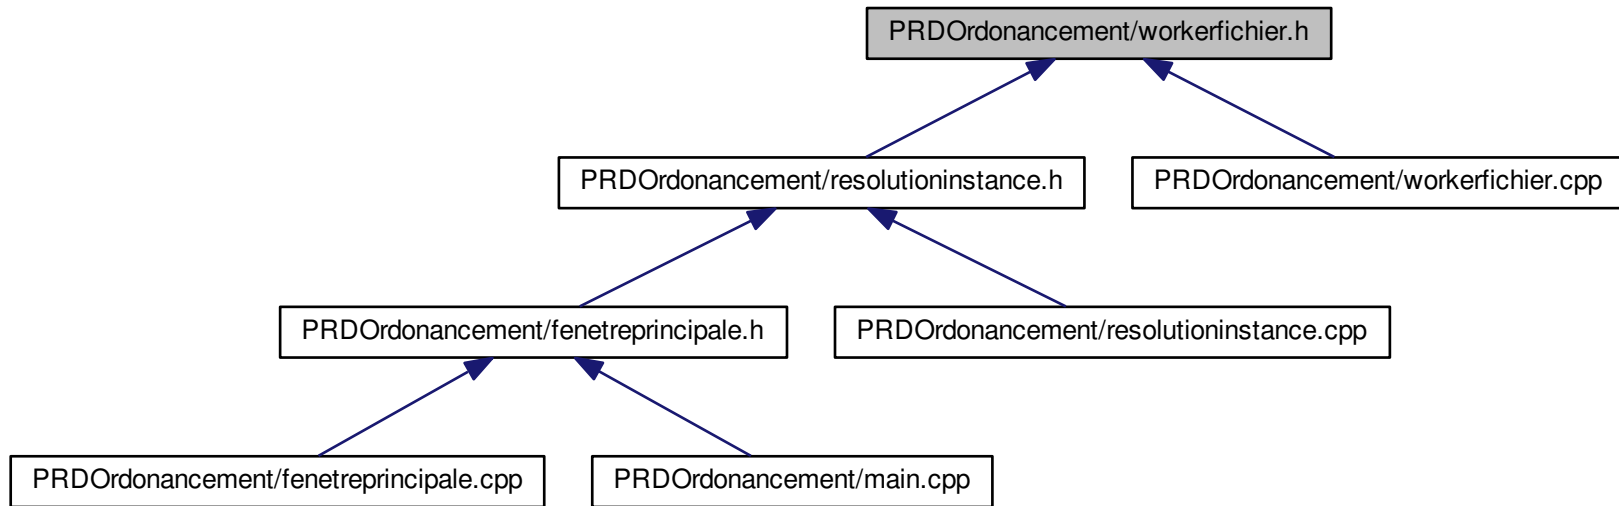 PRDOrdonancement/workerfichier.h
PRDOrdonancement/resolutioninstance.h
PRDOrdonancement/workerfichier.cpp
PRDOrdonancement/fenetreprincipale.h
PRDOrdonancement/resolutioninstance.cpp
PRDOrdonancement/fenetreprincipale.cpp
PRDOrdonancement/main.cpp